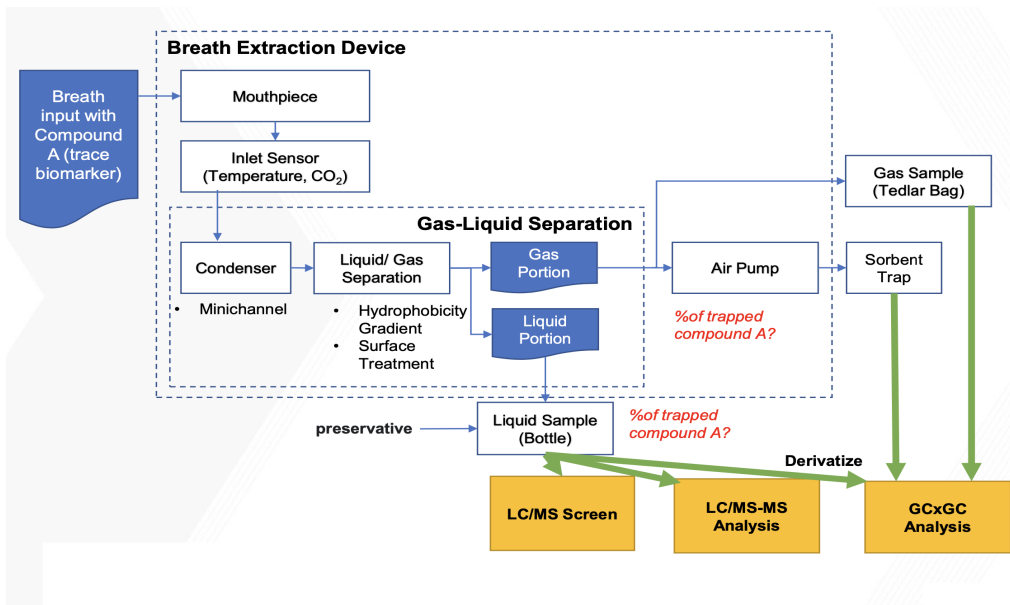 Breath Extraction Device
Breath
input with
Compound
A (trace
biomarker)
Mouthpiece
Inlet Sensor
(Temperature, CO₂)
Gas Sample
(Tedlar Bag)
Gas-Liquid Separation
Condenser
Liquid/ Gas
Separation
Gas
Portion
Air Pump
Sorbent
Trap
• Minichannel
• Hydrophobicity
Gradient
• Surface
Treatment
Liquid
Portion
%of trapped
compound A?
preservative
Liquid Sample
(Bottle)
%of trapped
compound A?
Derivatize
LC/MS Screen
LC/MS-MS
Analysis
GCxGC
Analysis